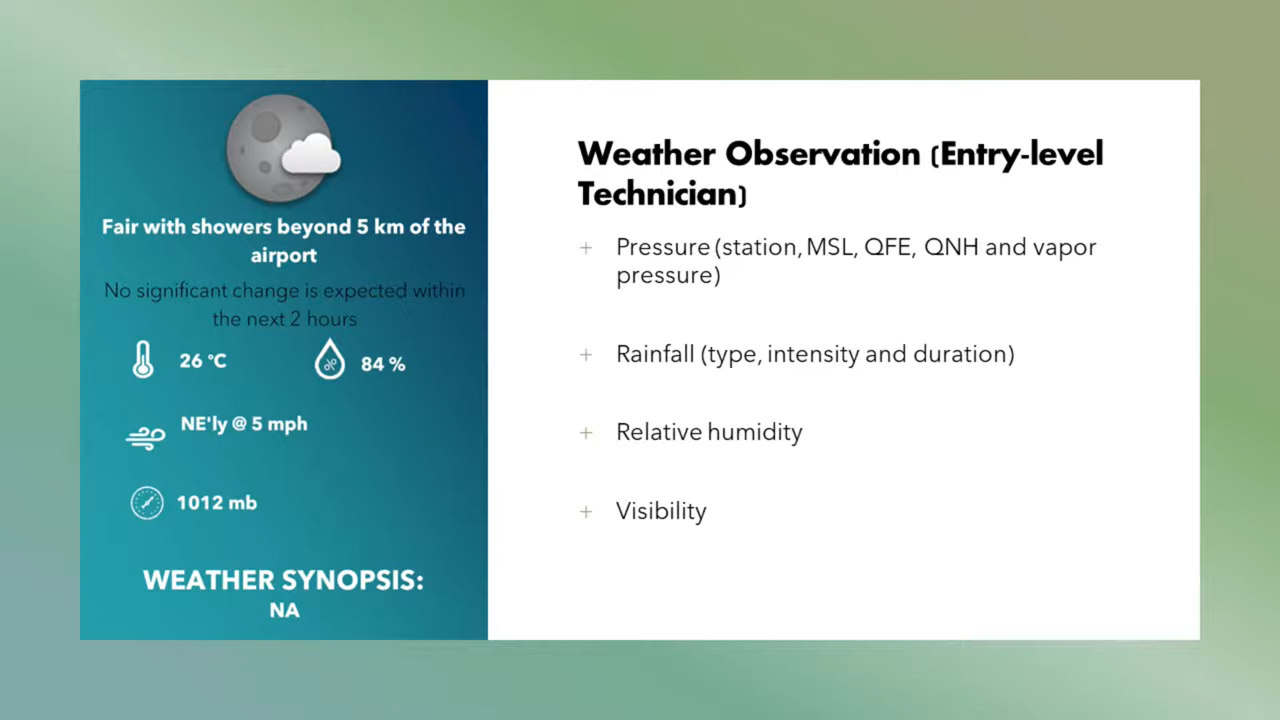 Fair with showers beyond 5 km of the
airport
No significant change is expected within
the next 2 hours
26 °C
84 %
NE'ly @ 5 mph
1012 mb
WEATHER SYNOPSIS:
NA
Weather Observation (Entry-level
Technician)
+ Pressure (station, MSL, QFE, QNH and vapor
pressure)
+ Rainfall (type, intensity and duration)
+ Relative humidity
+ Visibility